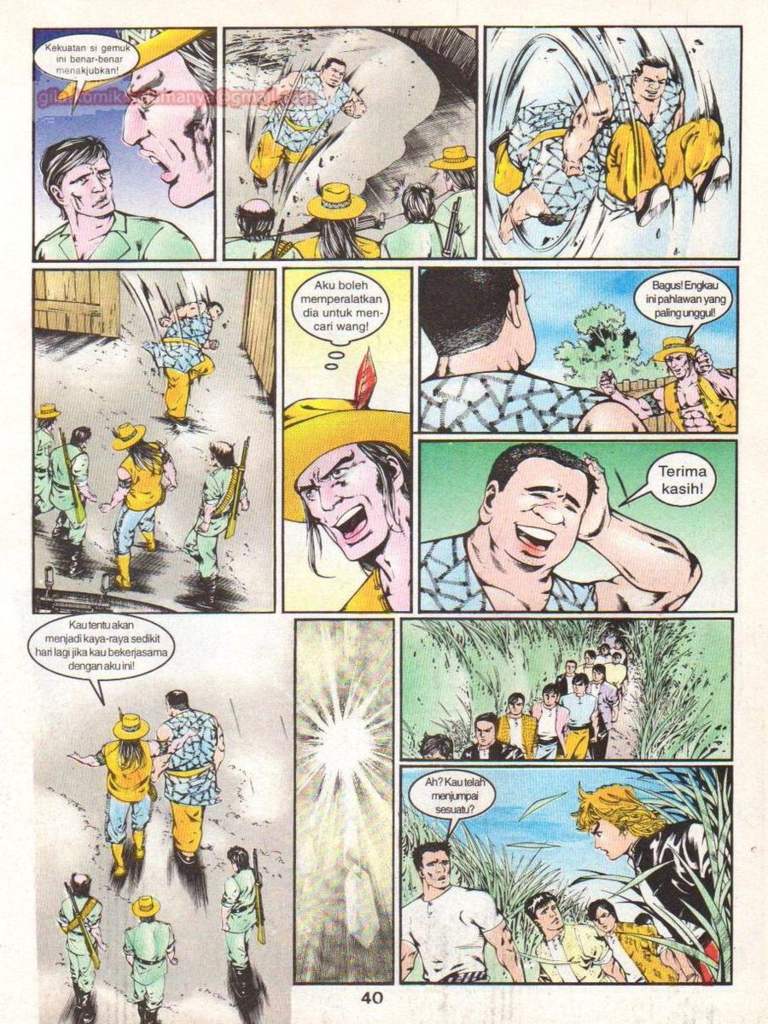 Kekuatan si gemuk
ini benar-benar
menakjubkan!
Aku boleh
memperalatkan
dia untuk men-
cari wang!
Bagus! Engkau
ini pahlawan yang
paling unggul!
Terima
kasih!
Kau tentu akan
menjadi kaya-raya sedikit
hari lagi jika kau bekerjasama
dengan aku ini!
Ah? Kau telah
menjumpai
sesuatu?
40